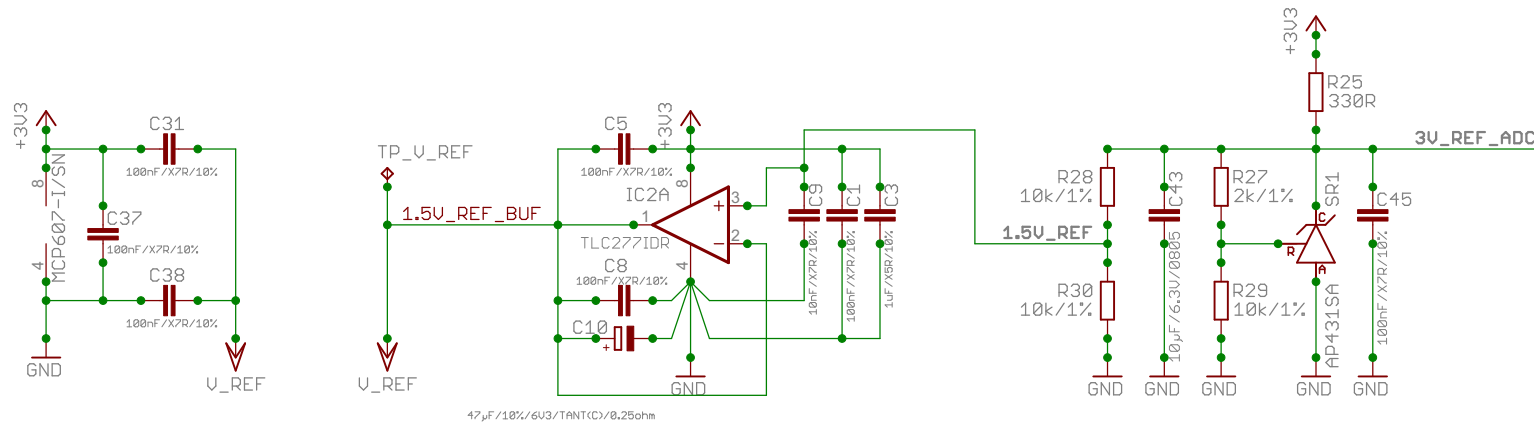 +3V3
8
MCP607-I/SN
4
GND
C31
100nF/X7R/10%
C37
100nF/X7R/10%
C38
100nF/X7R/10%
V_REF
TP_V_REF
1.5V_REF_BUF
V_REF
C5
100nF/X7R/10%
+3V3
IC2A
8
3
+
1
2
−
TLC277IDR
4
C8
100nF/X7R/10%
C10
+
GND
47µF/10%/6V3/TANT(C)/0.25ohm
C9
10nF/X7R/10%
C1
100nF/X7R/10%
C3
1uF/X5R/10%
1.5V_REF
R28
10k/1%
R30
10k/1%
GND
C43
10µF/6.3V/0805
GND
R27
2k/1%
R29
10k/1%
GND
+3V3
R25
330R
SR1
C
R
A
AP431SA
GND
3V_REF_ADC
C45
100nF/X7R/10%
GND